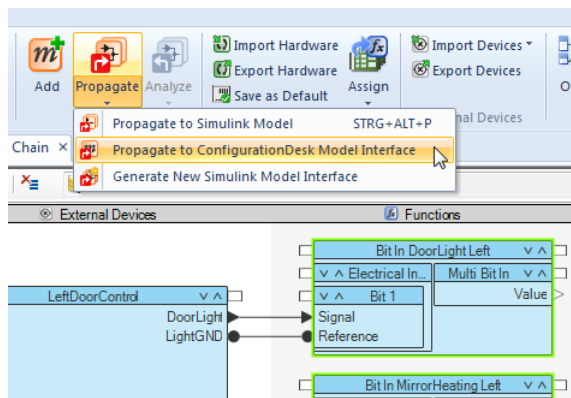 m
fx
Import Hardware
Import Devices
Export Hardware
Export Devices
Add
Propagate
Analyze
Save as Default
Assign
O
nal Devices
Propagate to Simulink Model STRG+ALT+P
Chain ×
Propagate to ConfigurationDesk Model Interface
Generate New Simulink Model Interface
External Devices
Functions
Bit In DoorLight Left
Electrical In...
Multi Bit In
LeftDoorControl
Bit 1
Value
DoorLight
Signal
LightGND
Reference
Bit In MirrorHeating Left